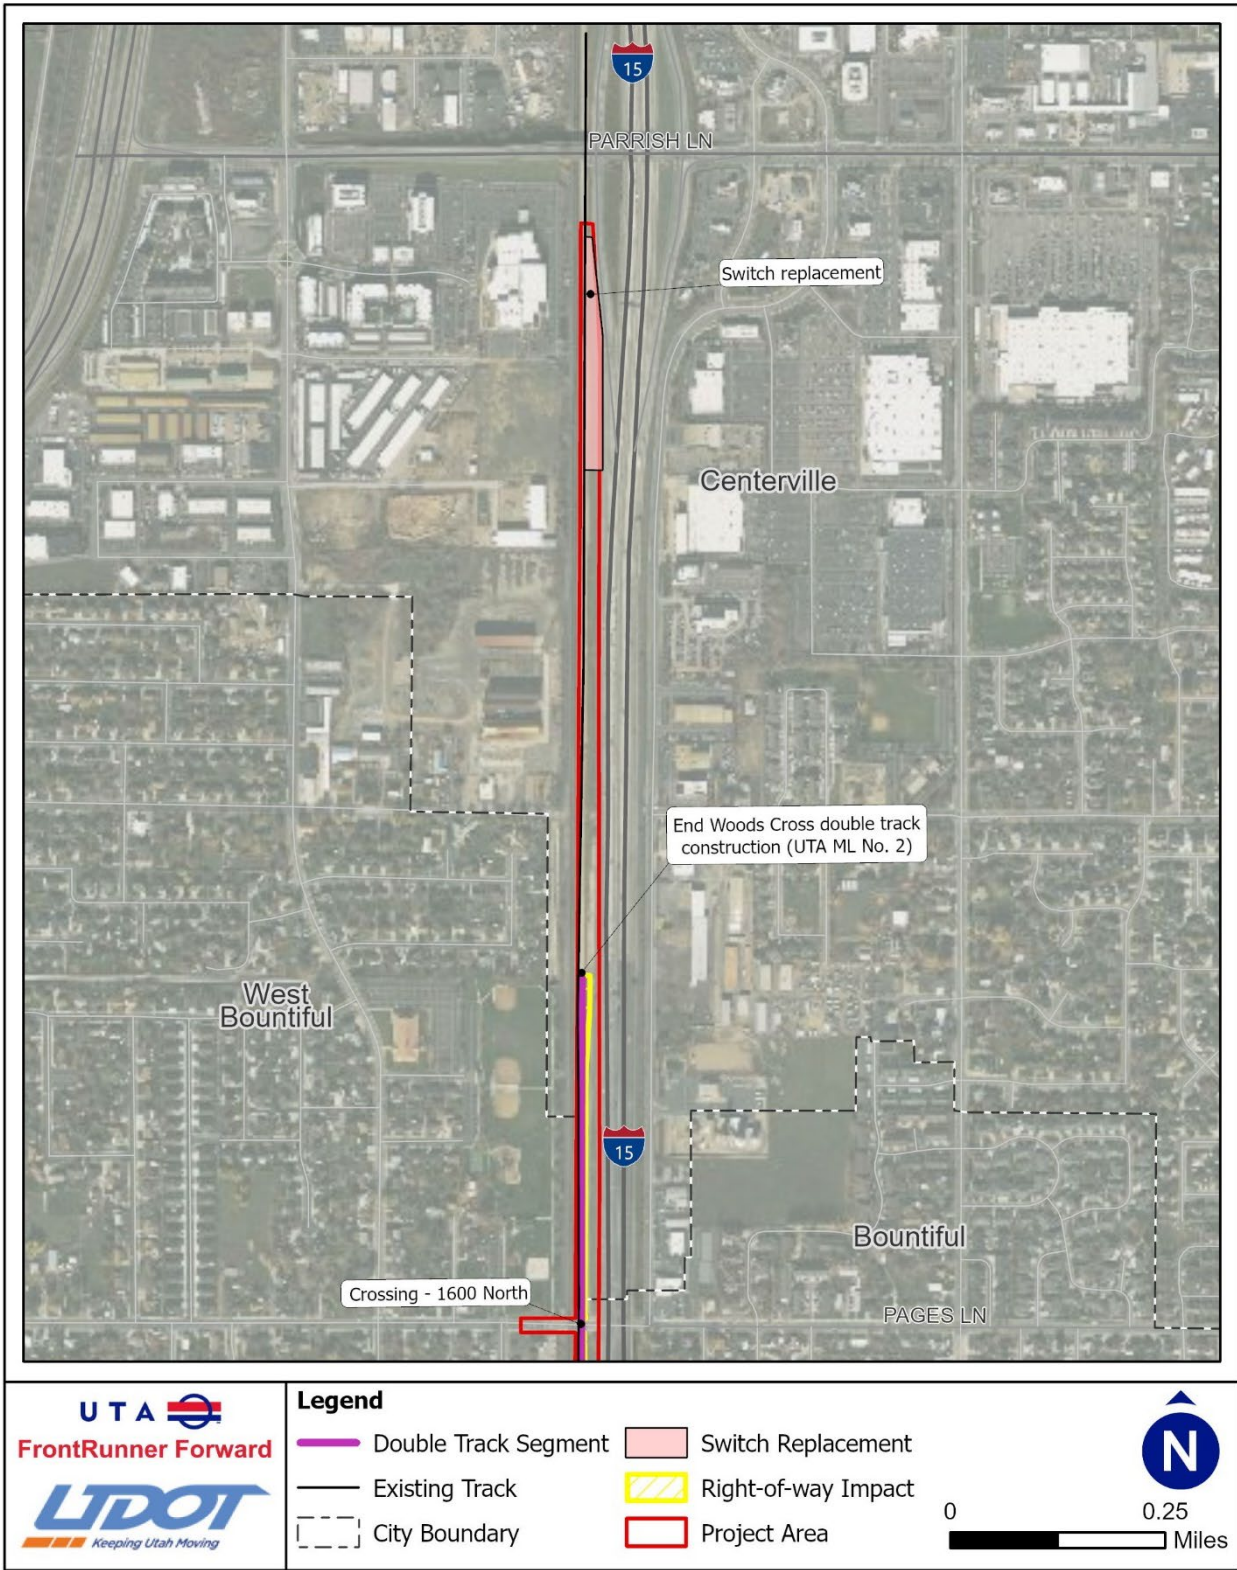 15
PARRISH LN
Switch replacement
Centerville
End Woods Cross double track
construction (UTA ML No. 2)
West
Bountiful
15
Bountiful
Crossing - 1600 North
PAGES LN
UTA
FrontRunner Forward
UDOT
Keeping Utah Moving
Legend
Double Track Segment
Existing Track
City Boundary
Switch Replacement
Right-of-way Impact
Project Area
N
0 0.25
Miles